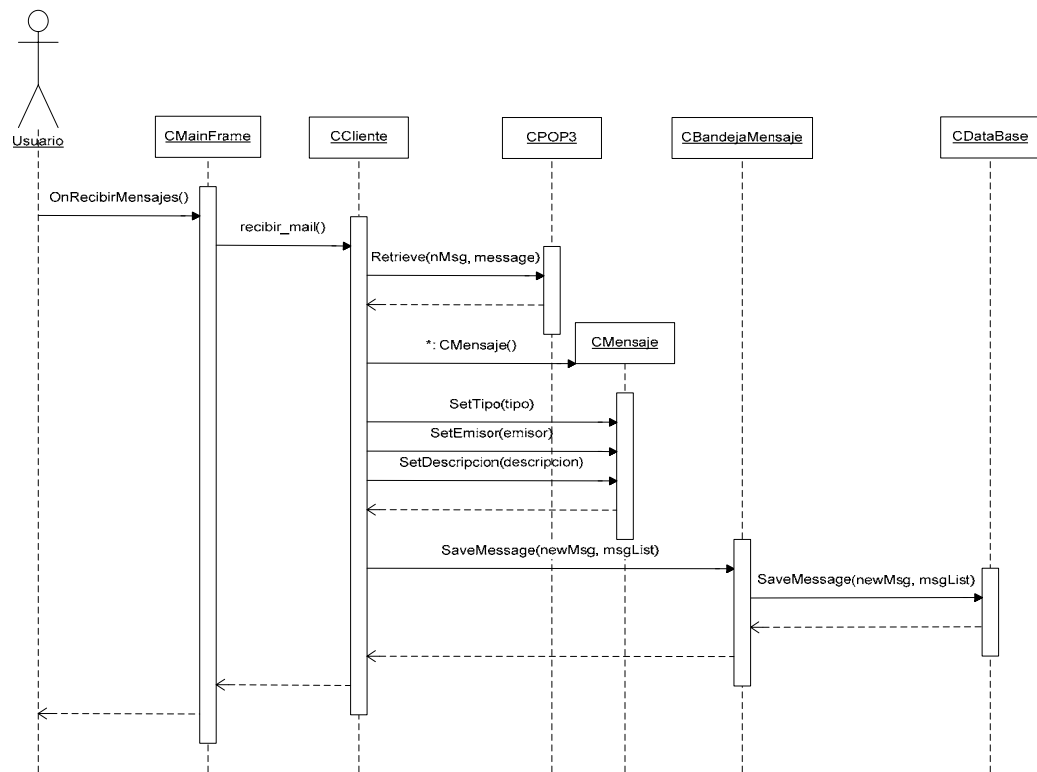 Usuario
CMainFrame
CCliente
CPOP3
CBandejaMensaje
CDataBase
OnRecibirMensajes()
recibir_mail()
Retrieve(nMsg, message)
*: CMensaje()
CMensaje
SetTipo(tipo)
SetEmisor(emisor)
SetDescripcion(descripcion)
SaveMessage(newMsg, msgList)
SaveMessage(newMsg, msgList)